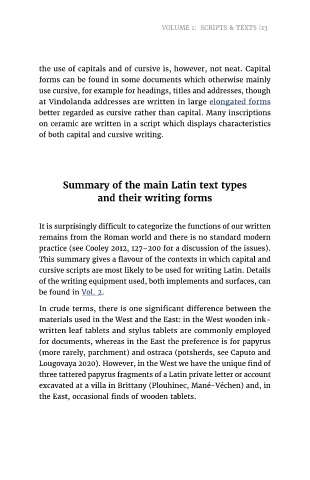 VOLUME 1: SCRIPTS & TEXTS |13
the use of capitals and of cursive is, however, not neat. Capital
forms can be found in some documents which otherwise mainly
use cursive, for example for headings, titles and addresses, though
at Vindolanda addresses are written in large elongated forms
better regarded as cursive rather than capital. Many inscriptions
on ceramic are written in a script which displays characteristics
of both capital and cursive writing.
Summary of the main Latin text types
and their writing forms
It is surprisingly difficult to categorize the functions of our written
remains from the Roman world and there is no standard modern
practice (see Cooley 2012, 127–200 for a discussion of the issues).
This summary gives a flavour of the contexts in which capital and
cursive scripts are most likely to be used for writing Latin. Details
of the writing equipment used, both implements and surfaces, can
be found in Vol. 2.
In crude terms, there is one significant difference between the
materials used in the West and the East: in the West wooden ink-
written leaf tablets and stylus tablets are commonly employed
for documents, whereas in the East the preference is for papyrus
(more rarely, parchment) and ostraca (potsherds, see Caputo and
Lougovaya 2020). However, in the West we have the unique find of
three tattered papyrus fragments of a Latin private letter or account
excavated at a villa in Brittany (Plouhinec, Mané-Véchen) and, in
the East, occasional finds of wooden tablets.